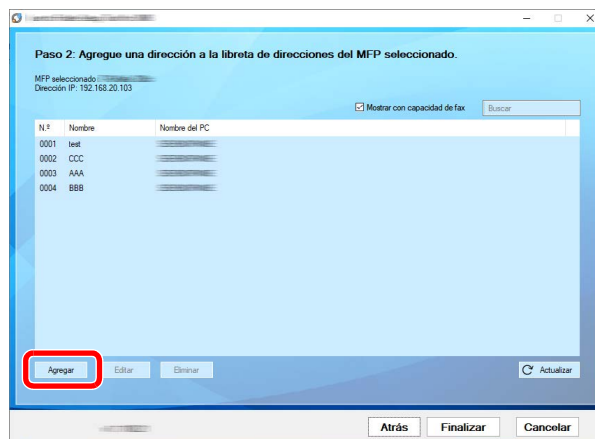 Paso 2: Agregue una dirección a la libreta de direcciones del MFP seleccionado.
MFP seleccionado
Dirección IP: 192.168.20.103
Mostrar con capacidad de fax Buscar
N.º Nombre Nombre del PC
0001 test
0002 CCC
0003 AAA
0004 BBB
Agregar Editar Eliminar Actualizar
Atrás Finalizar Cancelar